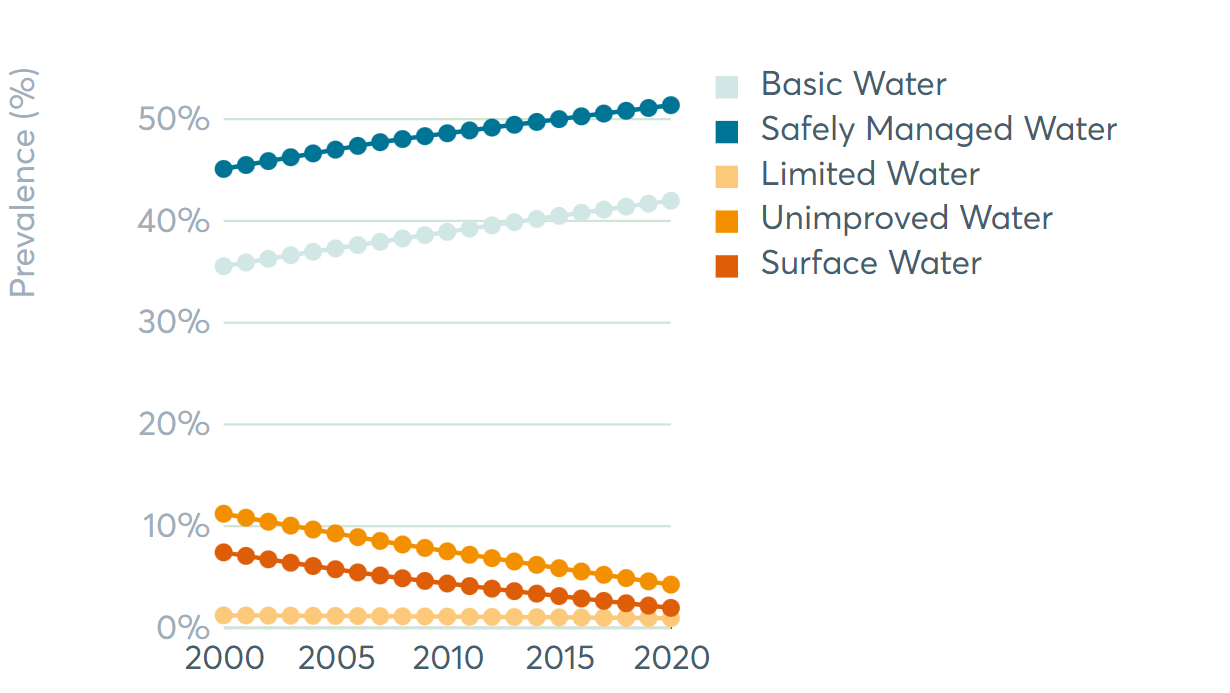 Prevalence (%)
50%
40%
30%
20%
10%
0%
2000 2005 2010 2015 2020
Basic Water
Safely Managed Water
Limited Water
Unimproved Water
Surface Water